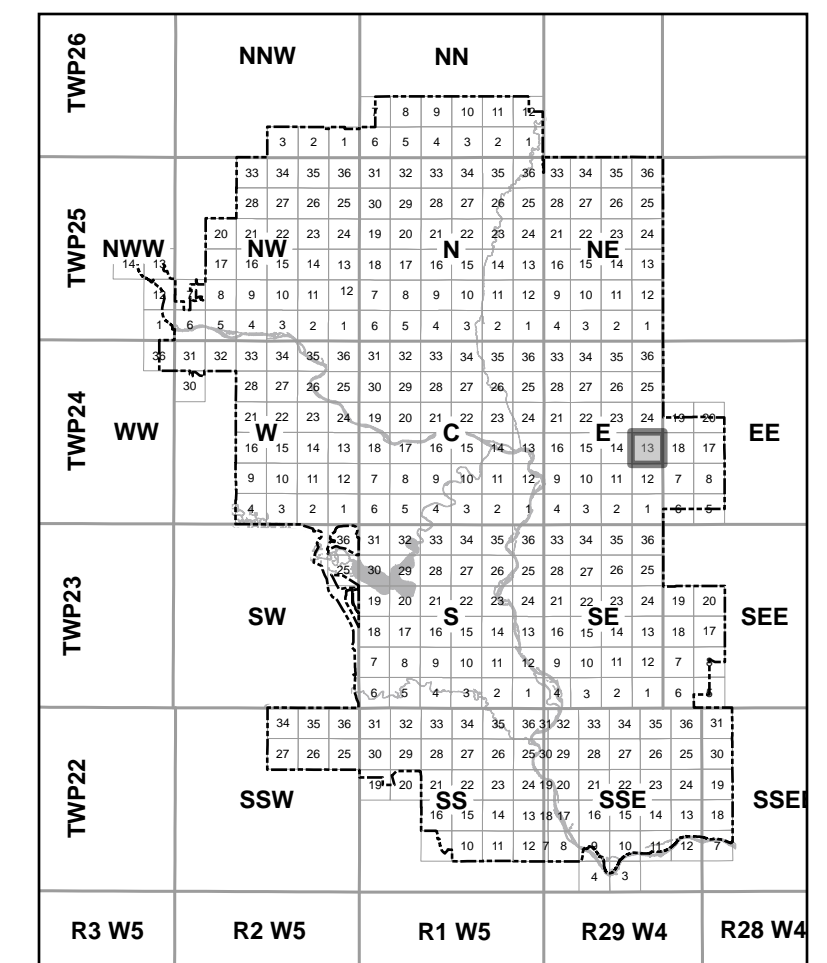 NNW NN
TWP26
7 8 9 10 11 12
3 2 1 6 5 4 3 2 1
33 34 35 36 31 32 33 34 35 36 33 34 35 36
28 27 26 25 30 29 28 27 26 25 28 27 26 25
TWP25
20 21 22 23 24 19 20 21 22 23 24 21 22 23 24
NWW NW N NE
14 13 17 16 15 14 13 18 17 16 15 14 13 16 15 14 13
12 7 8 9 10 11 12 7 8 9 10 11 12 9 10 11 12
1 6 5 4 3 2 1 6 5 4 3 2 1 4 3 2 1
36 31 32 33 34 35 36 31 32 33 34 35 36 33 34 35 36
30 28 27 26 25 30 29 28 27 26 25 28 27 26 25
TWP24
21 22 23 24 19 20 21 22 23 24 21 22 23 24 19 20
WW W C E EE
16 15 14 13 18 17 16 15 14 13 16 15 14 13 18 17
9 10 11 12 7 8 9 10 11 12 9 10 11 12 7 8
4 3 2 1 6 5 4 3 2 1 4 3 2 1 6 5
36 31 32 33 34 35 36 33 34 35 36
25 30 29 28 27 26 25 28 27 26 25
TWP23
19 20 21 22 23 24 21 22 23 24 19 20
SW S SE SEE
18 17 16 15 14 13 16 15 14 13 18 17
7 8 9 10 11 12 9 10 11 12 7 8
6 5 4 3 2 1 4 3 2 1 6 5
34 35 36 31 32 33 34 35 36 31 32 33 34 35 36 31
27 26 25 30 29 28 27 26 25 30 29 28 27 26 25 30
TWP22
19 20 21 22 23 24 19 20 21 22 23 24 19
SSW SS SSE SSE
16 15 14 13 18 17 16 15 14 13 18
10 11 12 7 8 9 10 11 12 7
4 3
R3 W5 R2 W5 R1 W5 R29 W4 R28 W4